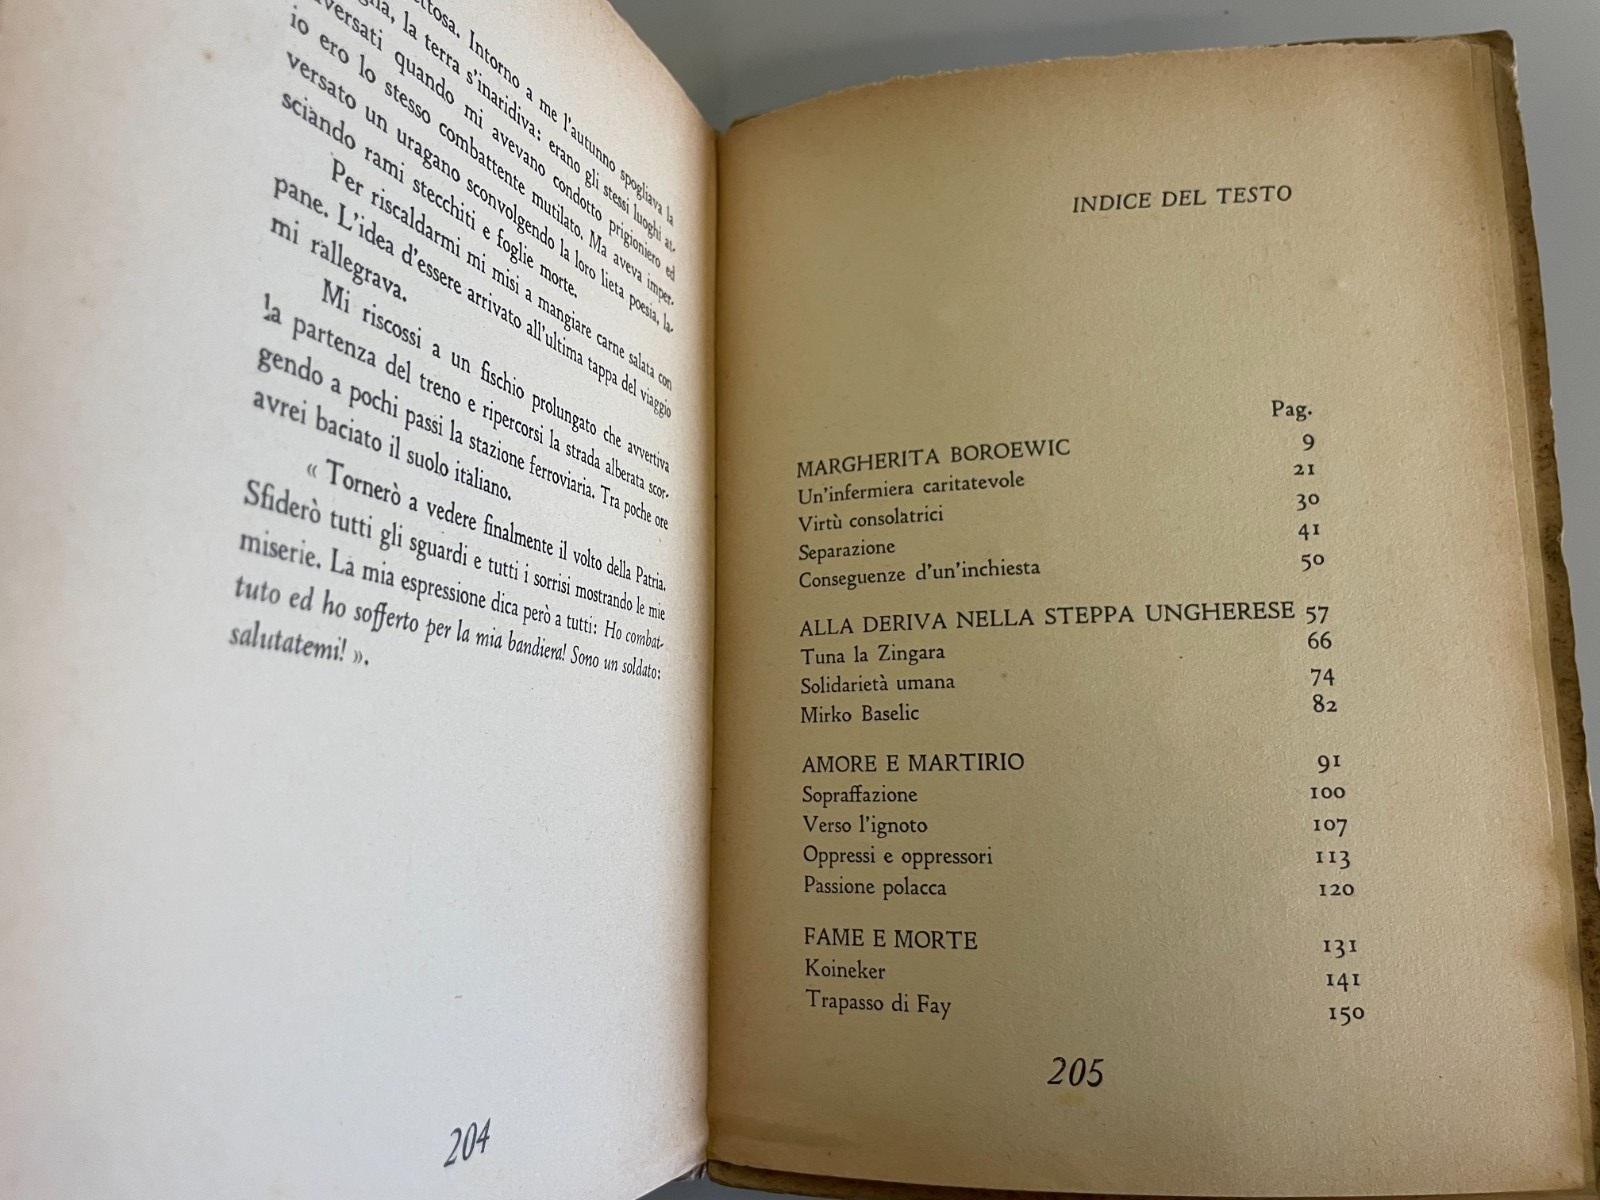 ettosa. Intorno a me l'autunno spogliava la
glia, la terra s'inaridiva: erano gli stessi luoghi at-
versati quando mi avevano condotto prigioniero ed
io ero lo stesso combattente mutilato. Ma aveva imper-
versato un uragano sconvolgendo la loro lieta poesia, la-
sciando rami stecchiti e foglie morte.
Per riscaldarmi mi misi a mangiare carne salata con
pane. L'idea d'essere arrivato all'ultima tappa del viaggio
mi rallegrava.
Mi riscossi a un fischio prolungato che avvertiva
la partenza del treno e ripercorsi la strada alberata scor-
gendo a pochi passi la stazione ferroviaria. Tra poche ore
avrei baciato il suolo italiano.
« Tornerò a vedere finalmente il volto della Patria.
Sfiderò tutti gli sguardi e tutti i sorrisi mostrando le mie
miserie. La mia espressione dica però a tutti: Ho combat-
tuto ed ho sofferto per la mia bandiera! Sono un soldato:
salutatemi! ».
204
INDICE DEL TESTO
Pag.
MARGHERITA BOROEWIC 9
Un'infermiera caritatevole 21
Virtù consolatrici 30
Separazione 41
Conseguenze d'un'inchiesta 50
ALLA DERIVA NELLA STEPPA UNGHERESE 57
Tuna la Zingara 66
Solidarietà umana 74
Mirko Baselic 82
AMORE E MARTIRIO 91
Sopraffazione 100
Verso l'ignoto 107
Oppressi e oppressori 113
Passione polacca 120
FAME E MORTE 131
Koineker 141
Trapasso di Fay 150
205